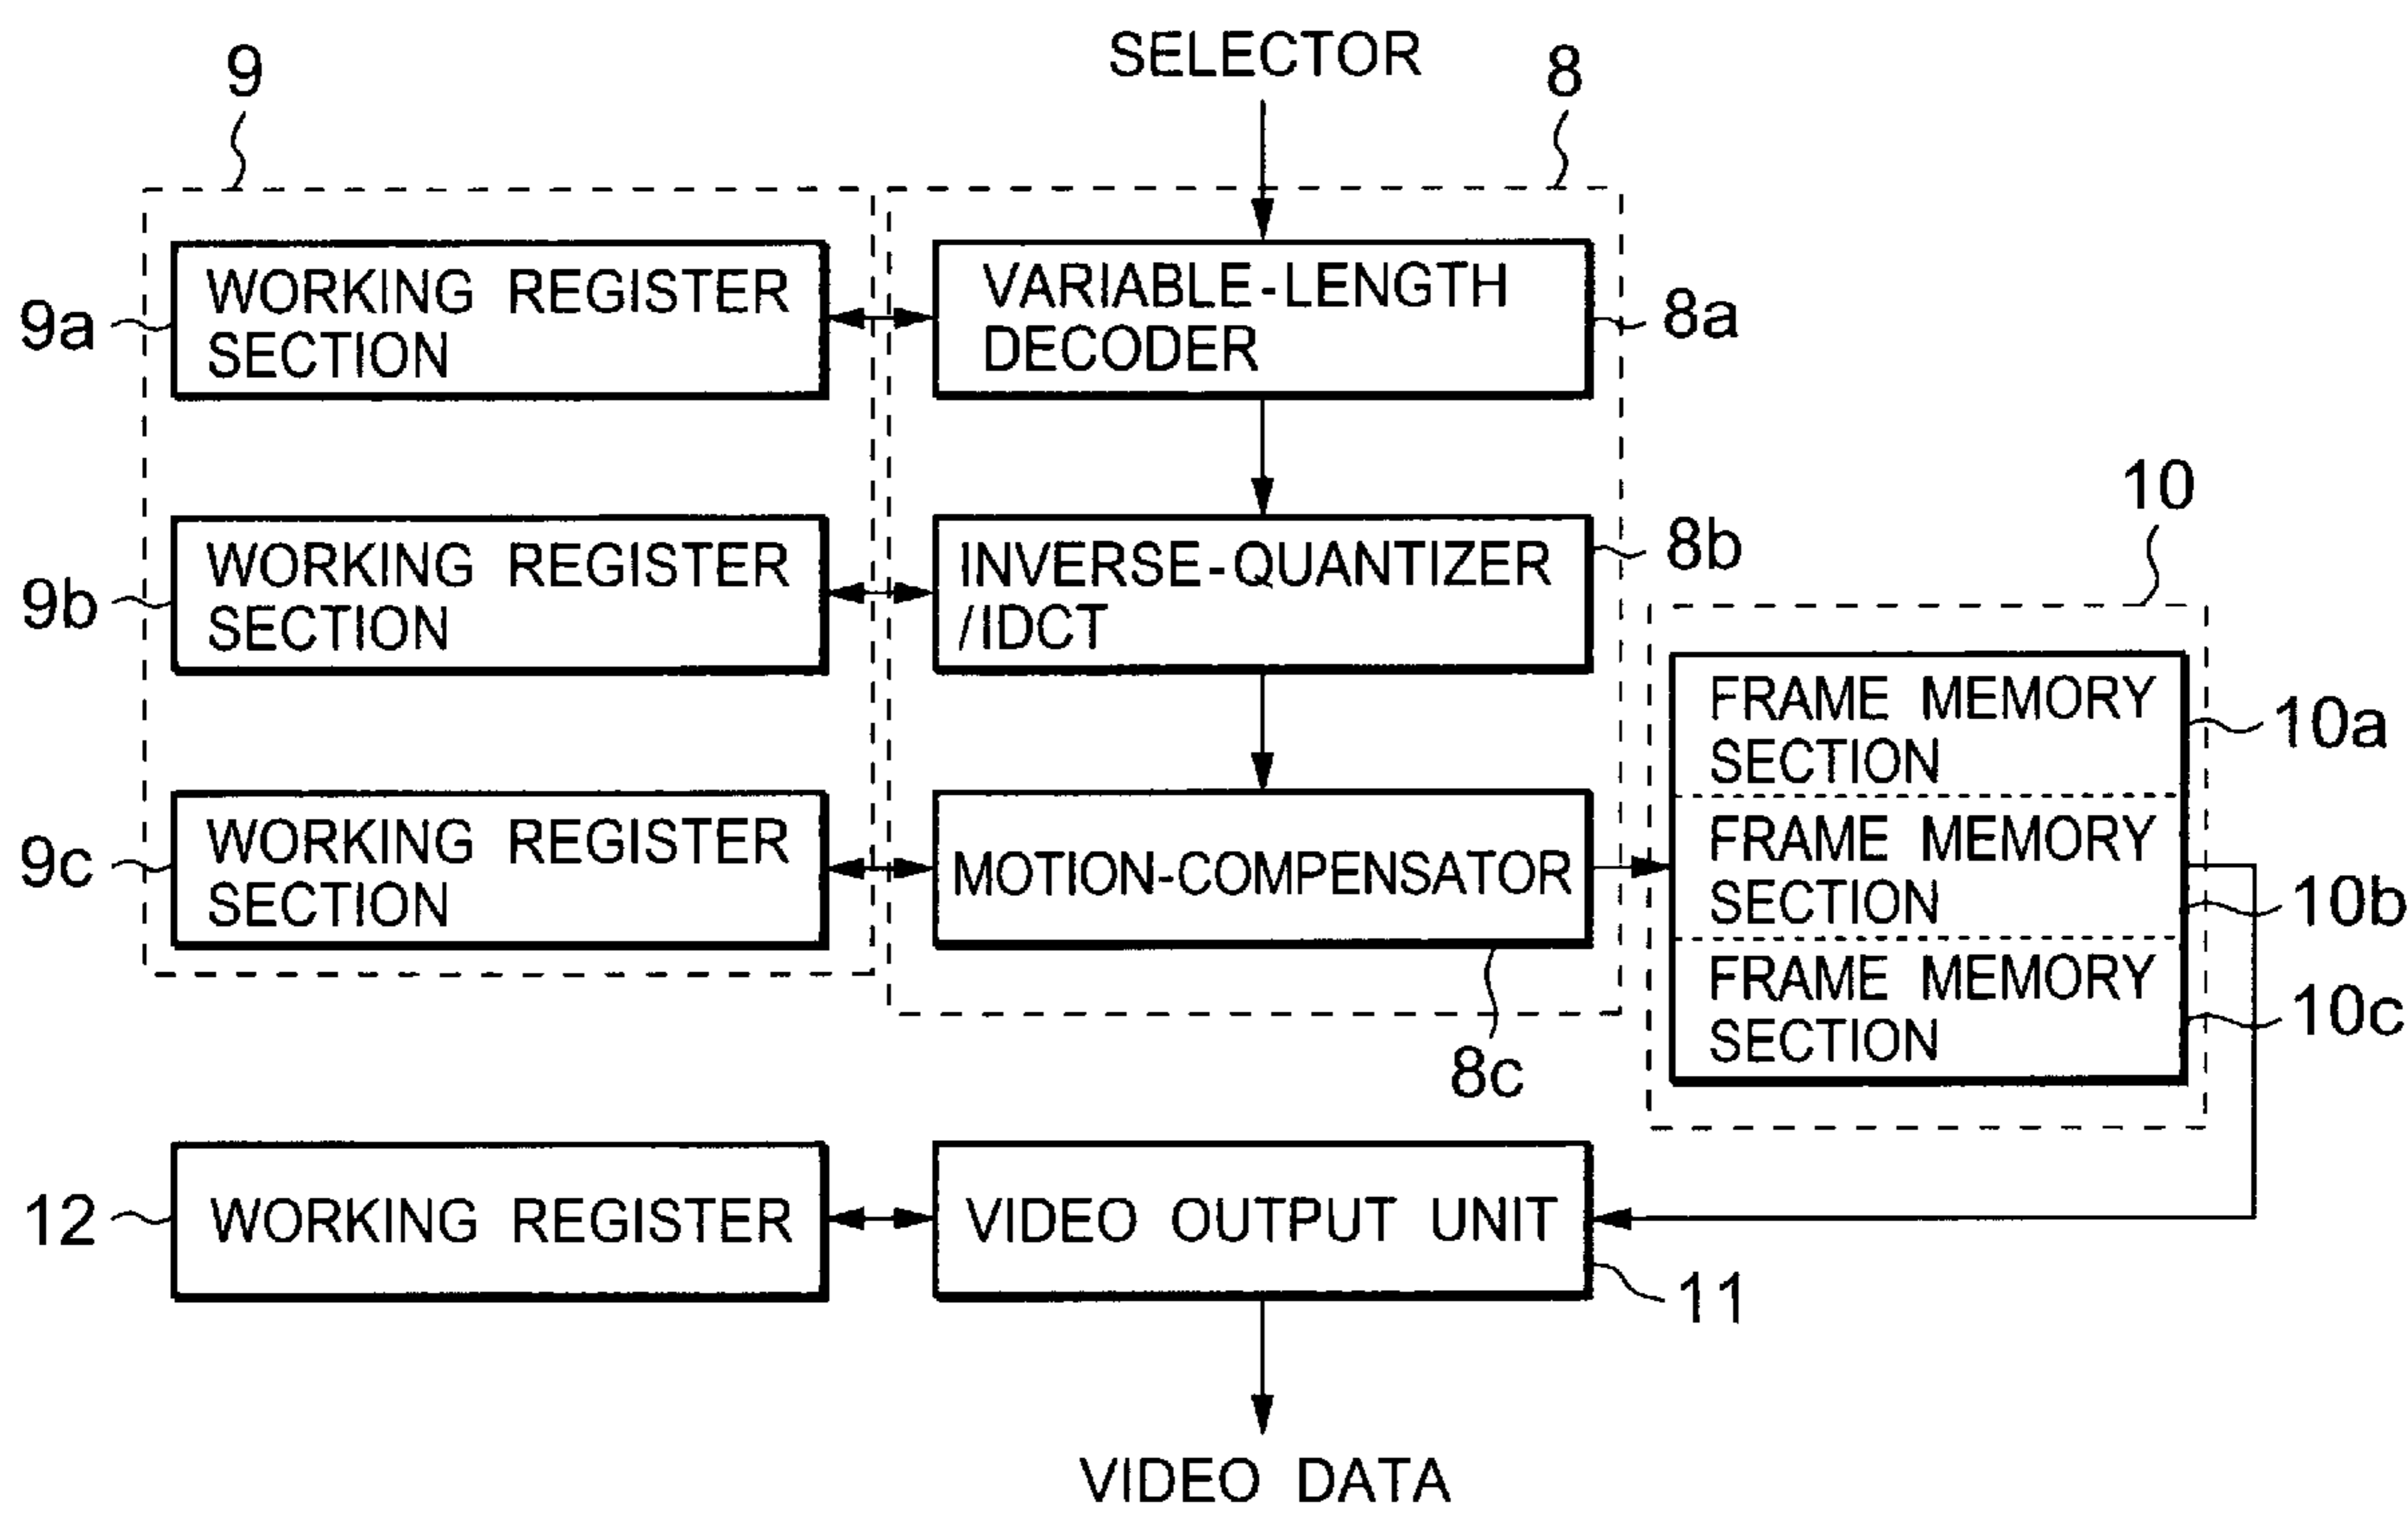 SELECTOR
9
8
WORKING REGISTER
SECTION
9a
VARIABLE-LENGTH
DECODER
8a
WORKING REGISTER
SECTION
9b
INVERSE-QUANTIZER
/IDCT
8b
10
WORKING REGISTER
SECTION
9c
MOTION-COMPENSATOR
8c
FRAME MEMORY
SECTION
10a
FRAME MEMORY
SECTION
10b
FRAME MEMORY
SECTION
10c
12
WORKING REGISTER
VIDEO OUTPUT UNIT
11
VIDEO DATA